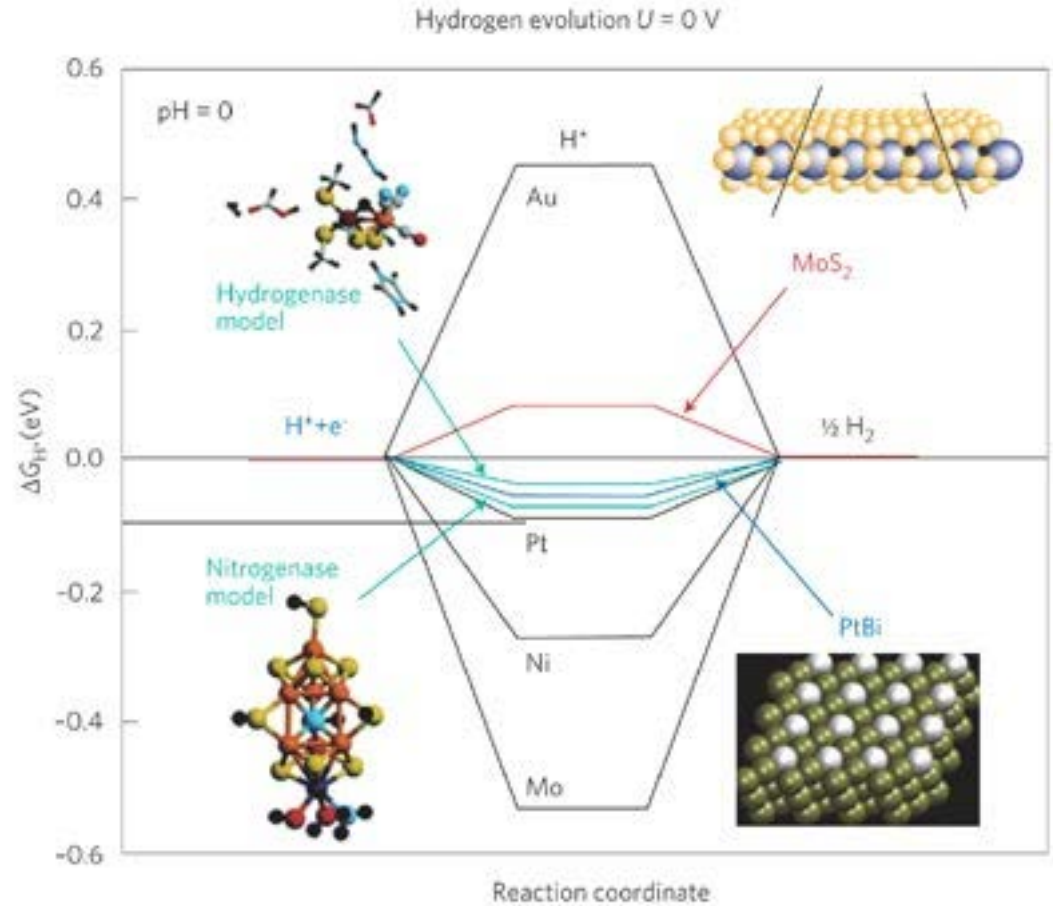 Hydrogen evolution U = 0 V
0.6
pH = 0
H⁺
0.4
Au
MoS₂
Hydrogenase
model
0.2
H⁺+e⁻
½ H₂
0.0
ΔG_H* (eV)
Pt
-0.2
Nitrogenase
model
PtBi
Ni
-0.4
Mo
-0.6
Reaction coordinate